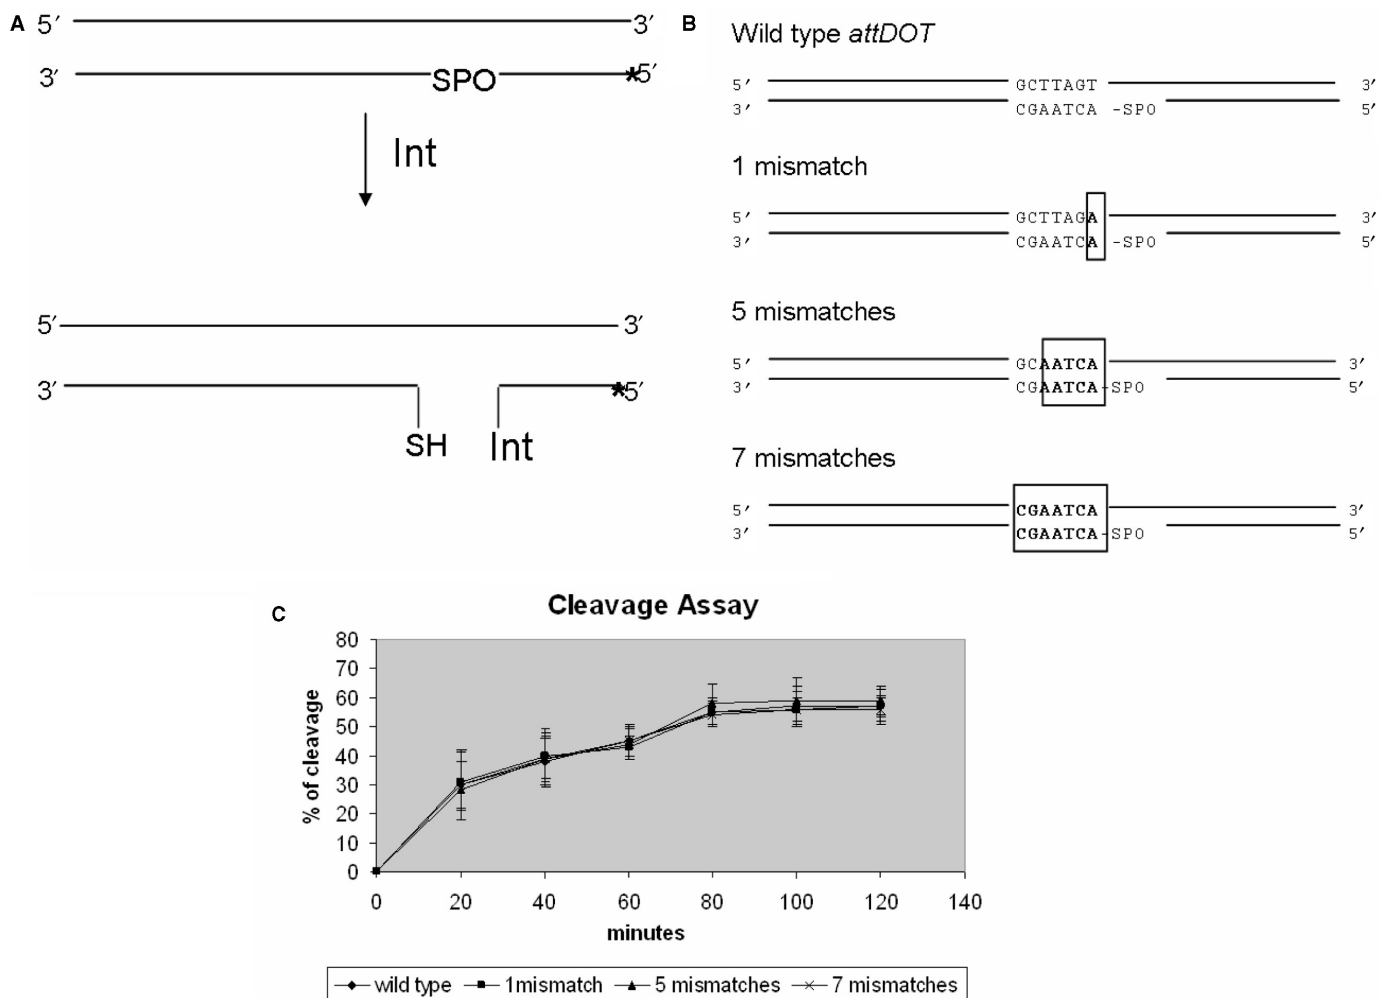 A
5′ 3′
3′ SPO *5′
Int
5′ 3′
3′ *5′
SH Int
B
Wild type attDOT
5′ GCTTAGT 3′
3′ CGAATCA -SPO 5′
1 mismatch
5′ GCTTAGA 3′
3′ CGAATCA -SPO 5′
5 mismatches
5′ GCAATCA 3′
3′ CGAATCA-SPO 5′
7 mismatches
5′ CGAATCA 3′
3′ CGAATCA-SPO 5′
C
Cleavage Assay
80
70
60
50
40
30
20
10
0
% of cleavage
0 20 40 60 80 100 120 140
minutes
wild type 1mismatch 5 mismatches 7 mismatches